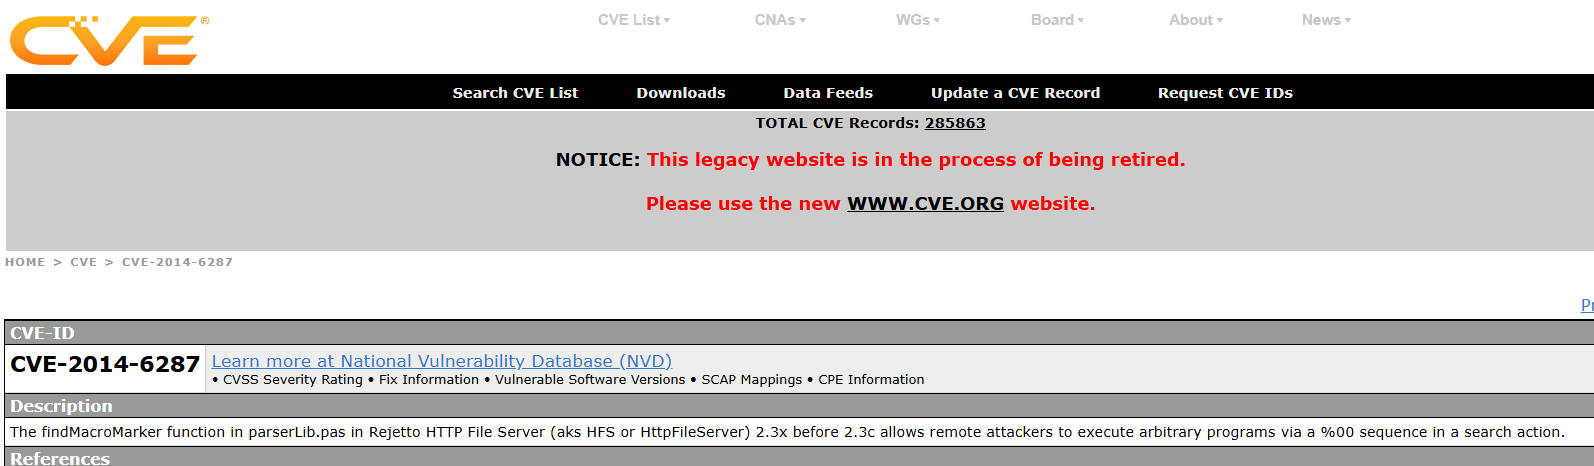 CVE®
CVE List CNAs WGs Board About News
Search CVE List Downloads Data Feeds Update a CVE Record Request CVE IDs
TOTAL CVE Records: 285863
NOTICE: This legacy website is in the process of being retired.
Please use the new WWW.CVE.ORG website.
HOME > CVE > CVE-2014-6287
CVE-ID
CVE-2014-6287 Learn more at National Vulnerability Database (NVD)
• CVSS Severity Rating • Fix Information • Vulnerable Software Versions • SCAP Mappings • CPE Information
Description
The findMacroMarker function in parserLib.pas in Rejetto HTTP File Server (aks HFS or HttpFileServer) 2.3x before 2.3c allows remote attackers to execute arbitrary programs via a %00 sequence in a search action.
References